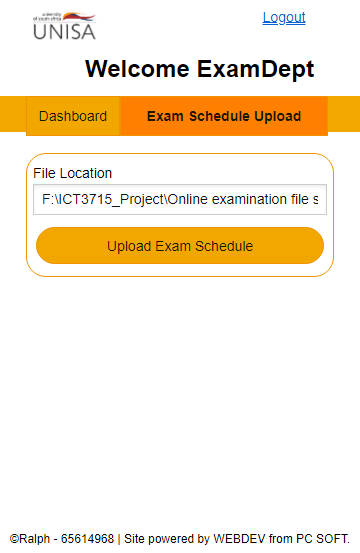 Logout
university
of south africa
UNISA
Welcome ExamDept
Dashboard
Exam Schedule Upload
File Location
F:\ICT3715_Project\Online examination file s
Upload Exam Schedule
©Ralph - 65614968 | Site powered by WEBDEV from PC SOFT.